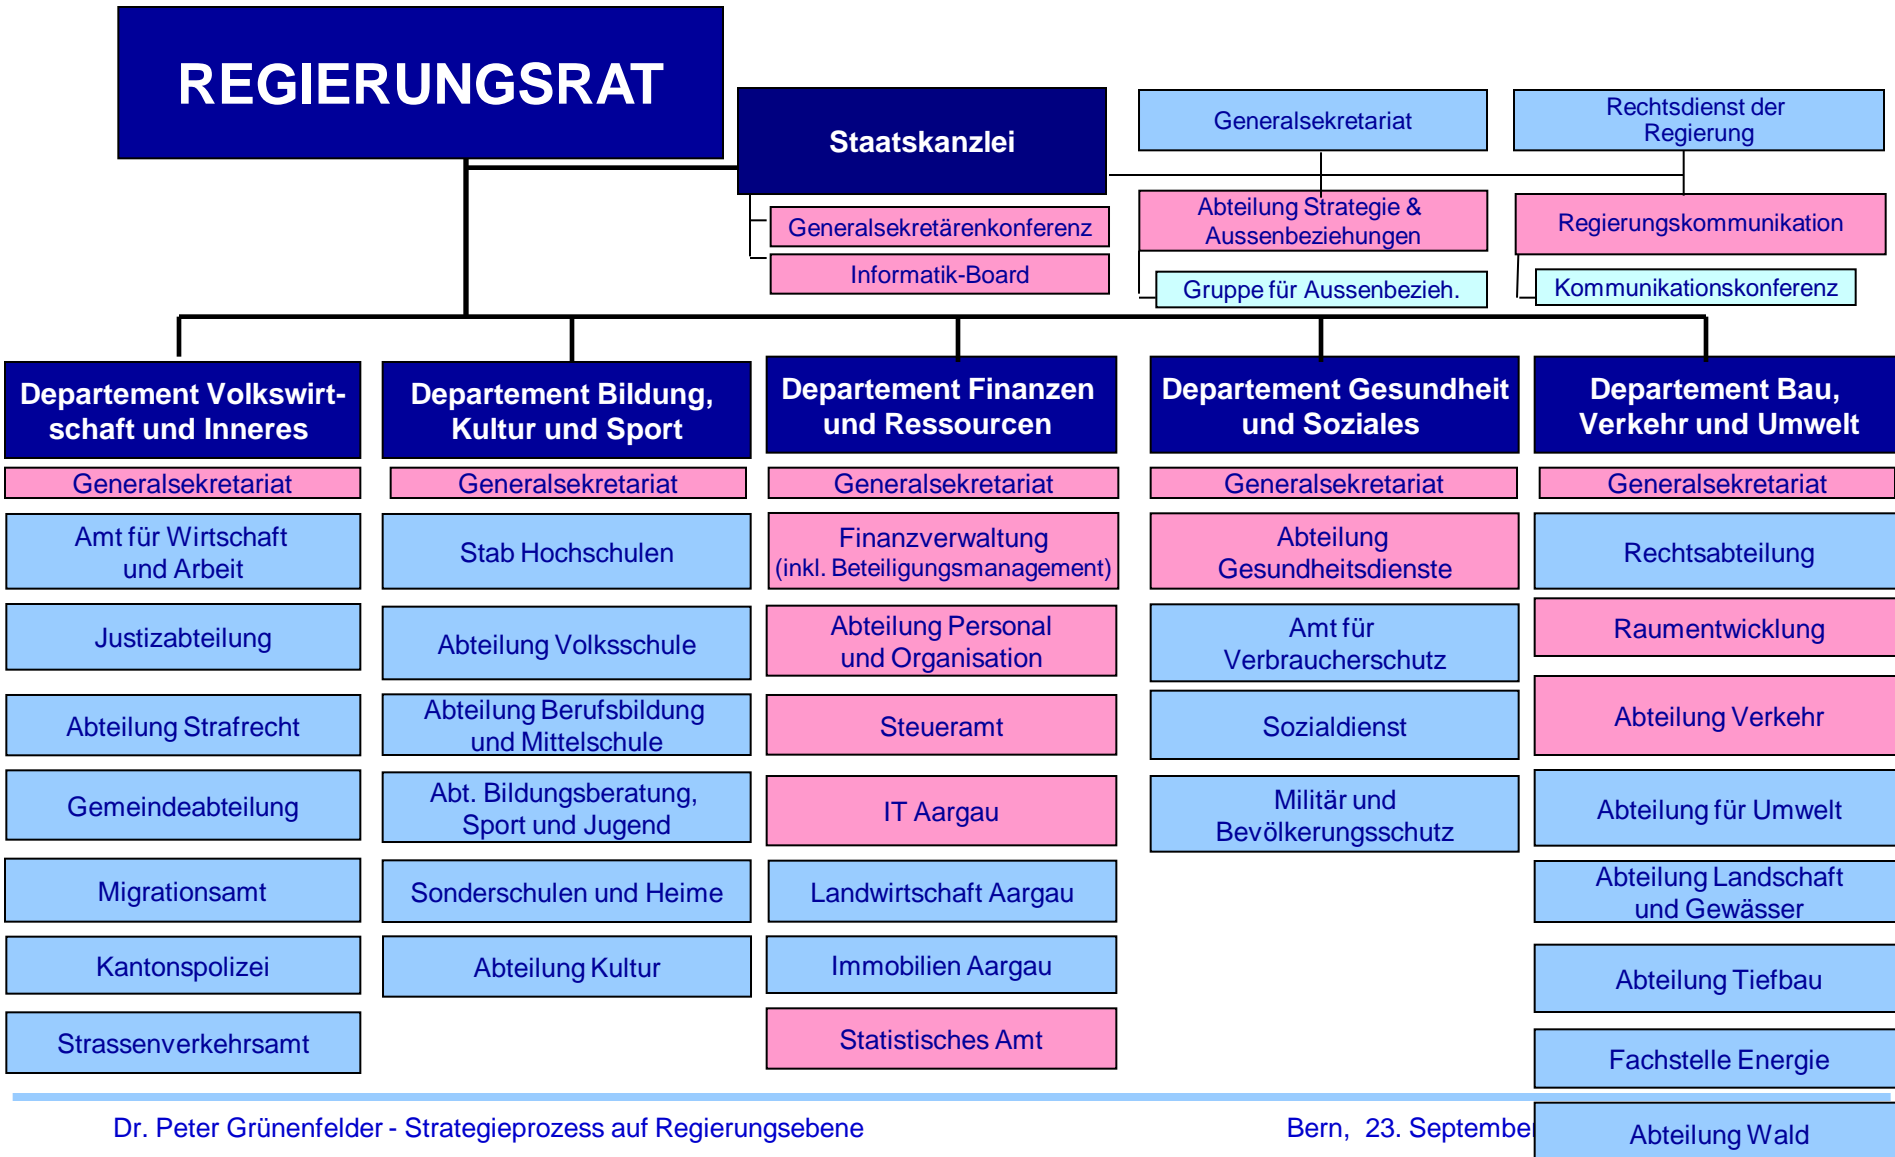 REGIERUNGSRAT
Staatskanzlei
Generalsekretariat
Rechtsdienst der
Regierung
Generalsekretärenkonferenz
Informatik-Board
Abteilung Strategie &
Aussenbeziehungen
Regierungskommunikation
Gruppe für Aussenbezieh.
Kommunikationskonferenz
Departement Volkswirt-
schaft und Inneres
Generalsekretariat
Amt für Wirtschaft
und Arbeit
Justizabteilung
Abteilung Strafrecht
Gemeindeabteilung
Migrationsamt
Kantonspolizei
Strassenverkehrsamt
Departement Bildung,
Kultur und Sport
Generalsekretariat
Stab Hochschulen
Abteilung Volksschule
Abteilung Berufsbildung
und Mittelschule
Abt. Bildungsberatung,
Sport und Jugend
Sonderschulen und Heime
Abteilung Kultur
Departement Finanzen
und Ressourcen
Generalsekretariat
Finanzverwaltung
(inkl. Beteiligungsmanagement)
Abteilung Personal
und Organisation
Steueramt
IT Aargau
Landwirtschaft Aargau
Immobilien Aargau
Statistisches Amt
Departement Gesundheit
und Soziales
Generalsekretariat
Abteilung
Gesundheitsdienste
Amt für
Verbraucherschutz
Sozialdienst
Militär und
Bevölkerungsschutz
Departement Bau,
Verkehr und Umwelt
Generalsekretariat
Rechtsabteilung
Raumentwicklung
Abteilung Verkehr
Abteilung für Umwelt
Abteilung Landschaft
und Gewässer
Abteilung Tiefbau
Fachstelle Energie
Abteilung Wald
Dr. Peter Grünenfelder - Strategieprozess auf Regierungsebene
Bern, 23. September